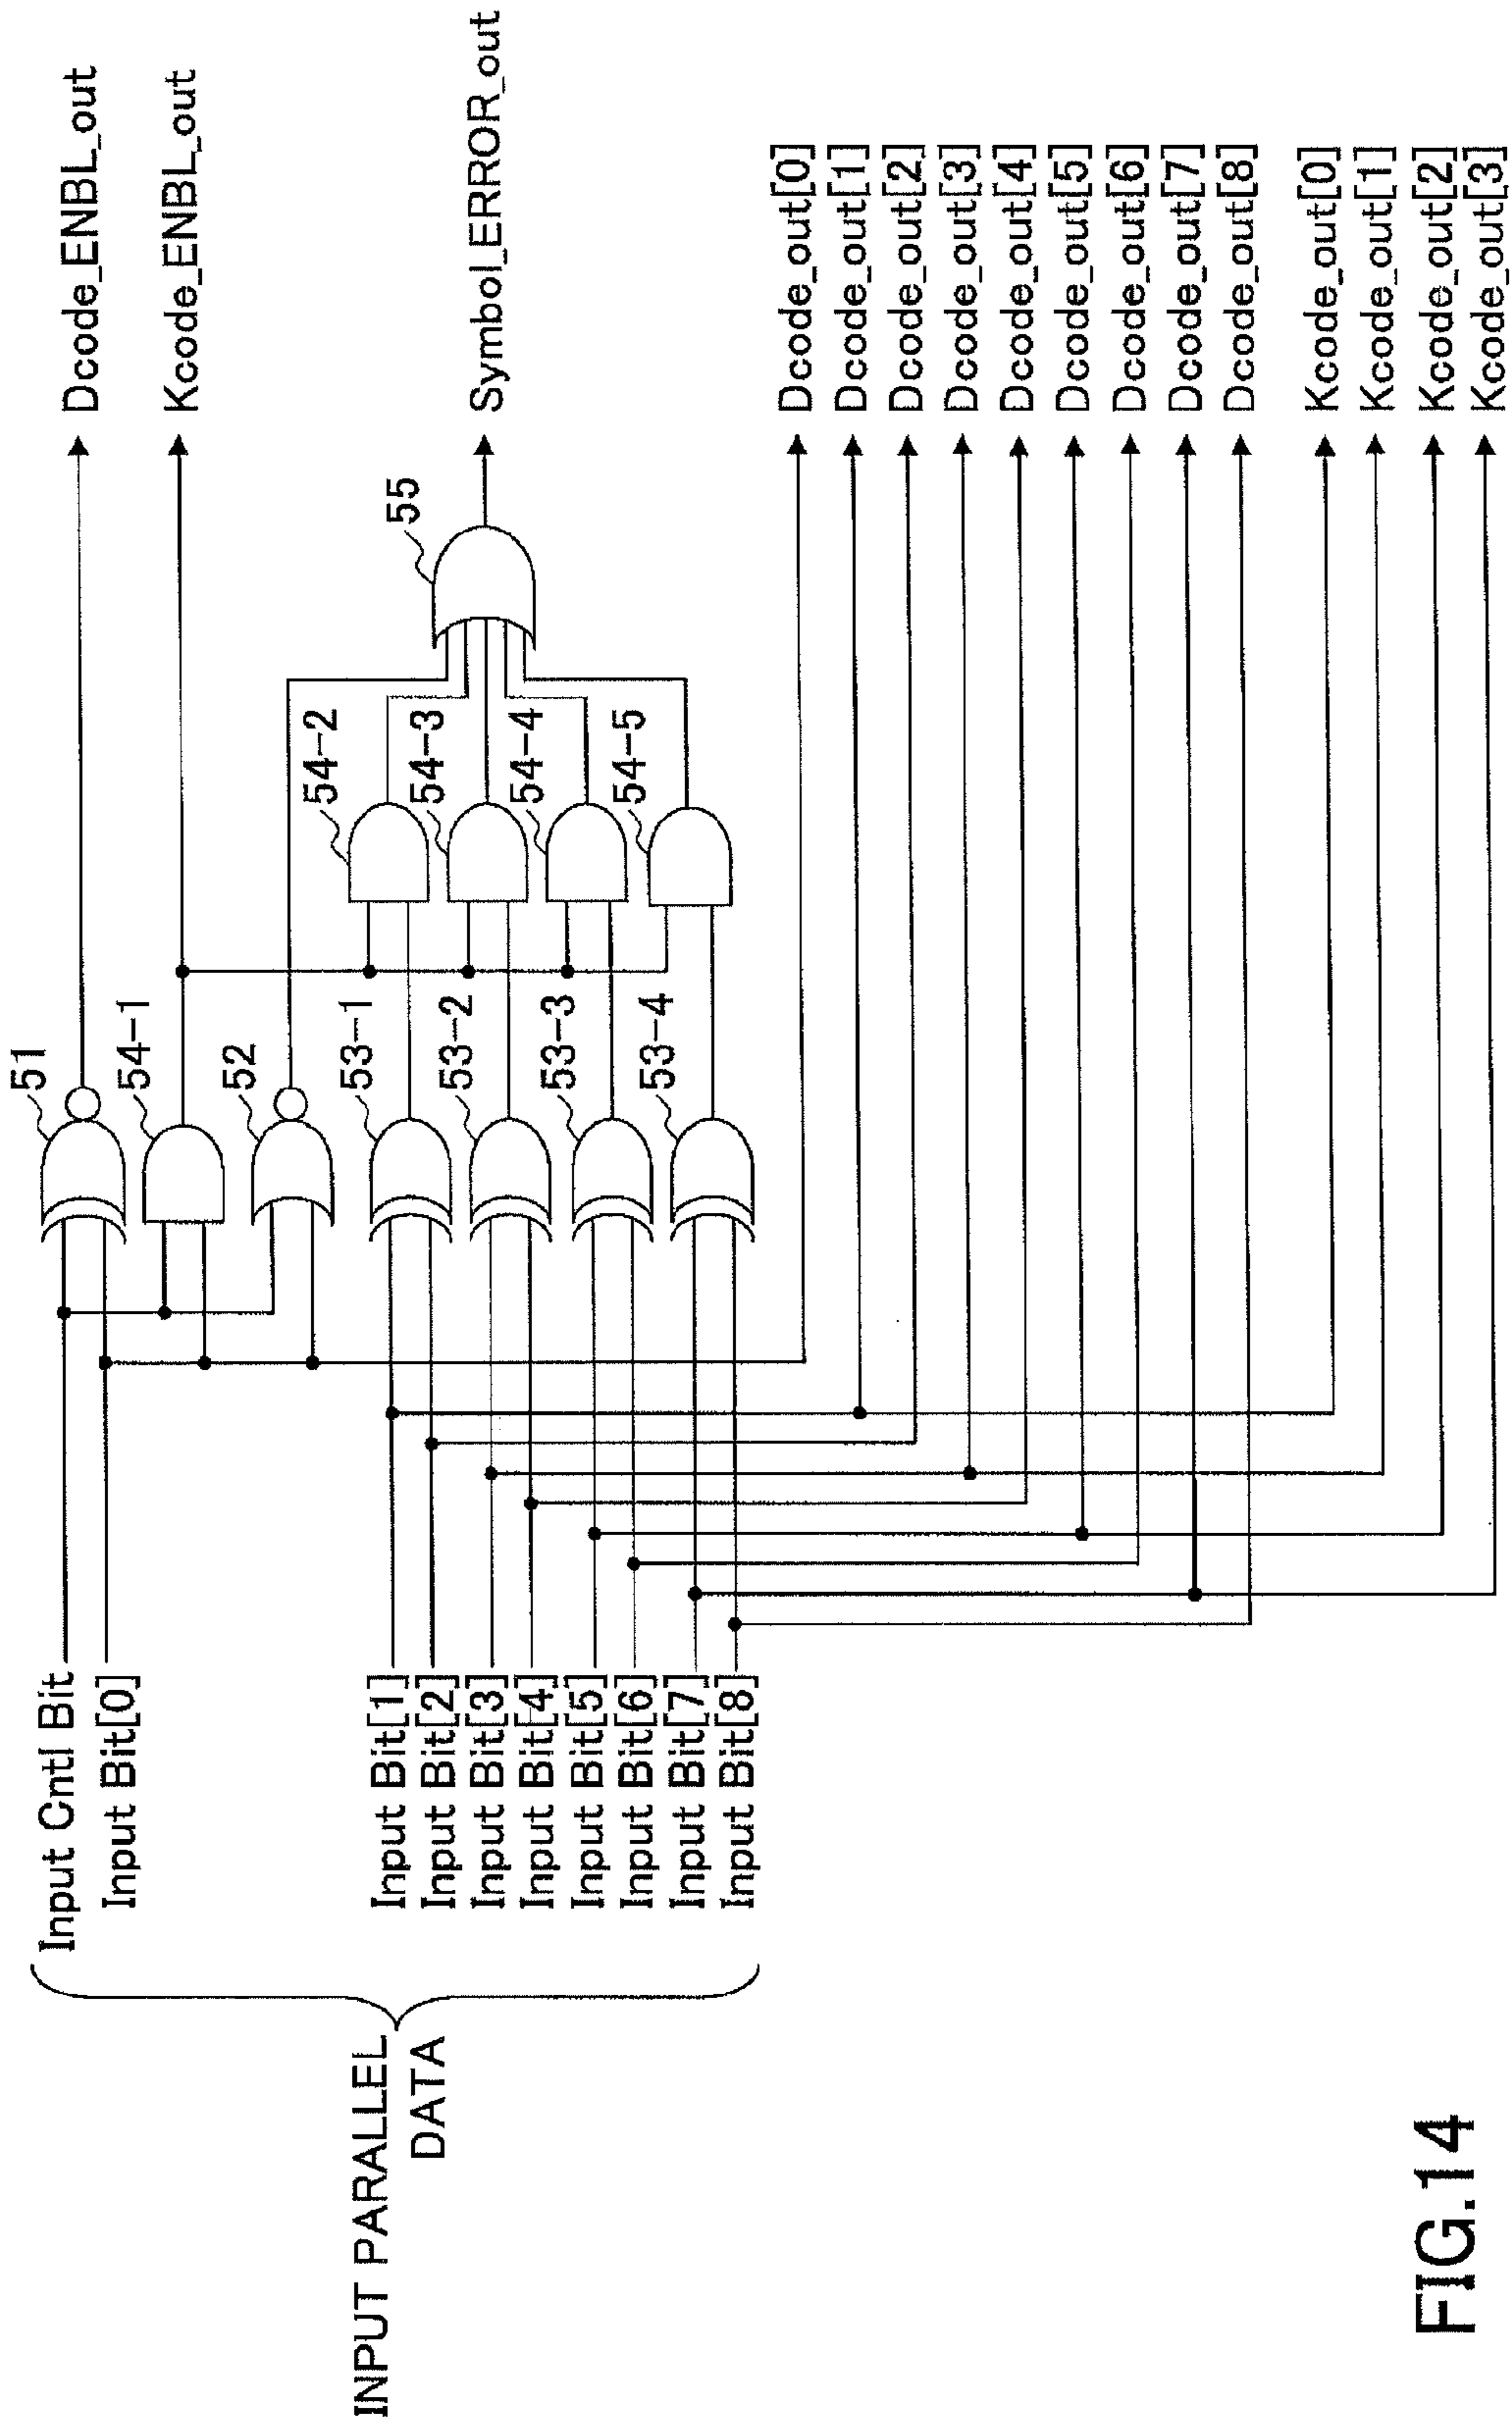 INPUT PARALLEL
DATA
Input Cntl Bit
Input Bit[0]
Input Bit[1]
Input Bit[2]
Input Bit[3]
Input Bit[4]
Input Bit[5]
Input Bit[6]
Input Bit[7]
Input Bit[8]
51
54-1
52
53-1
53-2
53-3
53-4
54-2
54-3
54-4
54-5
55
Dcode_ENBL_out
Kcode_ENBL_out
Symbol_ERROR_out
Dcode_out[0]
Dcode_out[1]
Dcode_out[2]
Dcode_out[3]
Dcode_out[4]
Dcode_out[5]
Dcode_out[6]
Dcode_out[7]
Dcode_out[8]
Kcode_out[0]
Kcode_out[1]
Kcode_out[2]
Kcode_out[3]
FIG.14